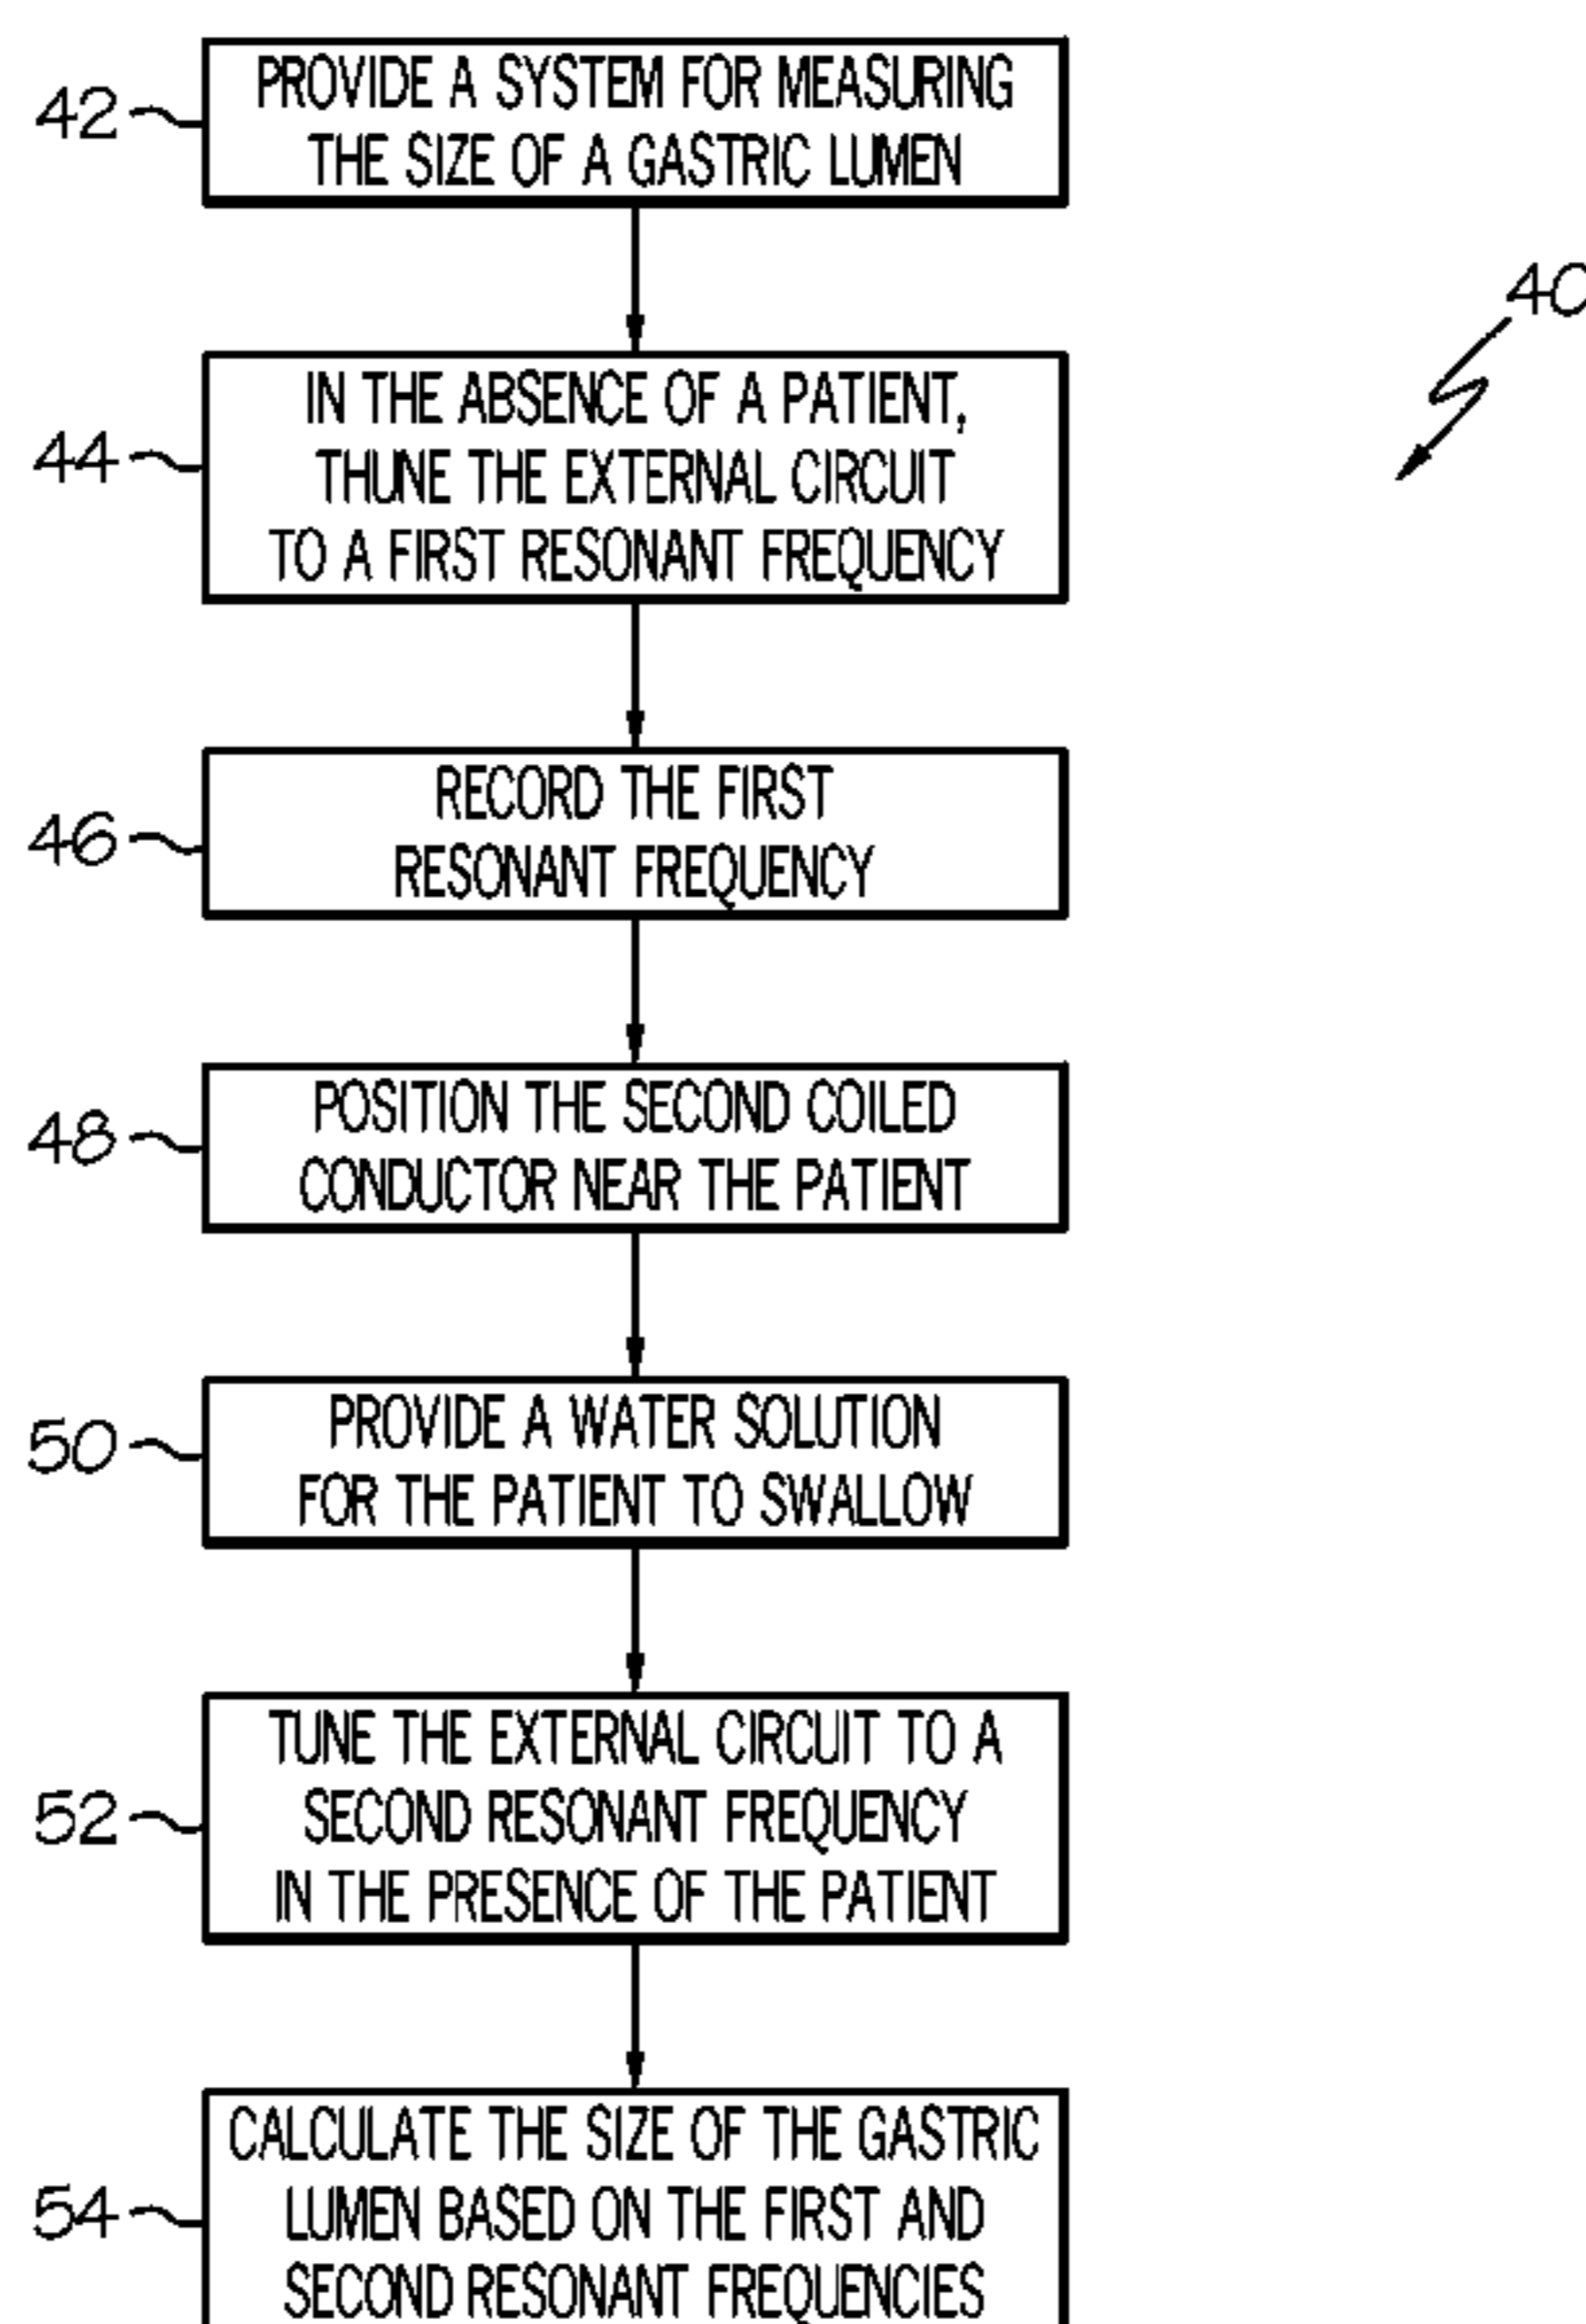 42
PROVIDE A SYSTEM FOR MEASURING
THE SIZE OF A GASTRIC LUMEN
40
44
IN THE ABSENCE OF A PATIENT,
THUNE THE EXTERNAL CIRCUIT
TO A FIRST RESONANT FREQUENCY
46
RECORD THE FIRST
RESONANT FREQUENCY
48
POSITION THE SECOND COILED
CONDUCTOR NEAR THE PATIENT
50
PROVIDE A WATER SOLUTION
FOR THE PATIENT TO SWALLOW
52
TUNE THE EXTERNAL CIRCUIT TO A
SECOND RESONANT FREQUENCY
IN THE PRESENCE OF THE PATIENT
54
CALCULATE THE SIZE OF THE GASTRIC
LUMEN BASED ON THE FIRST AND
SECOND RESONANT FREQUENCIES